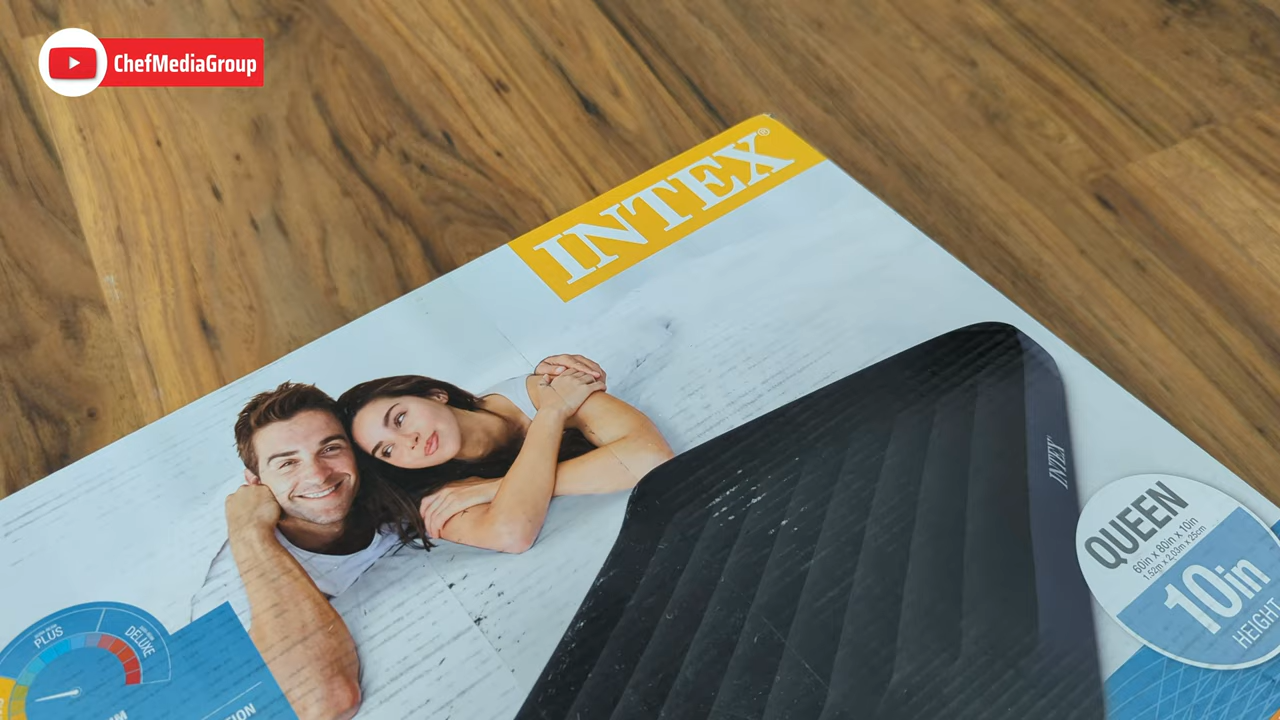 ChefMediaGroup
INTEX®
INTEX
QUEEN
60in x 80in x 10in
1.52m x 2.03m x 25cm
10in
HEIGHT
PLUS
DELUXE